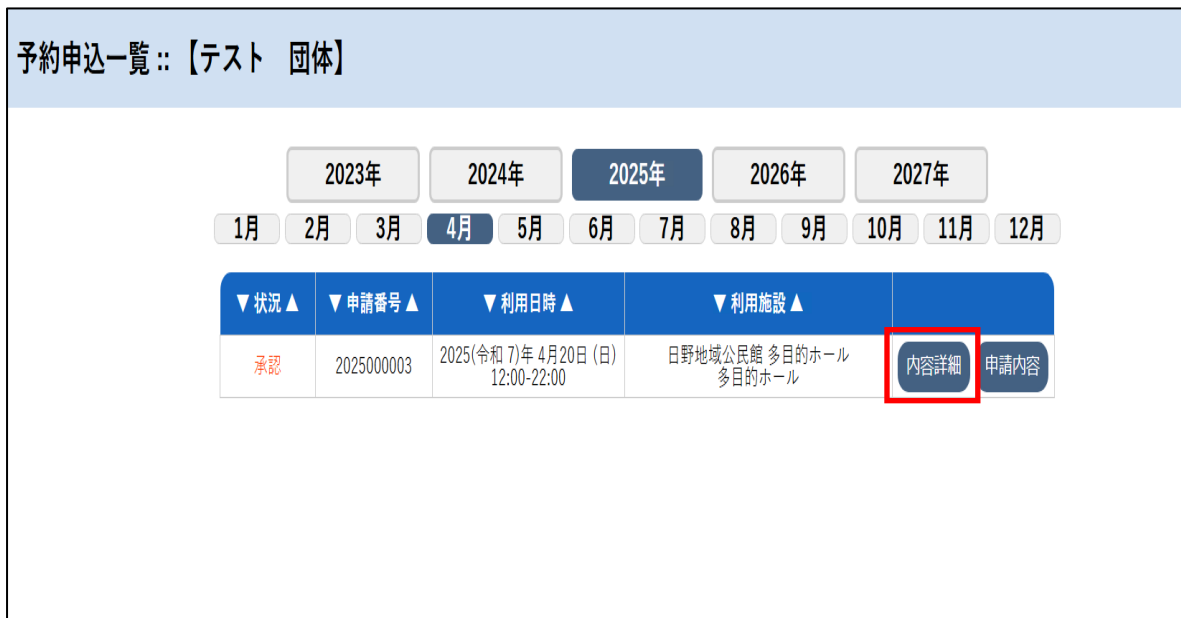 予約申込一覧 :: 【テスト　団体】
2023年 2024年 2025年 2026年 2027年
1月 2月 3月 4月 5月 6月 7月 8月 9月 10月 11月 12月
▼ 状況 ▲ ▼ 申請番号 ▲ ▼ 利用日時 ▲ ▼ 利用施設 ▲
承認 2025000003 2025(令和 7)年 4月20日 (日) 日野地域公民館 多目的ホール 内容詳細 申請内容
12:00-22:00 多目的ホール